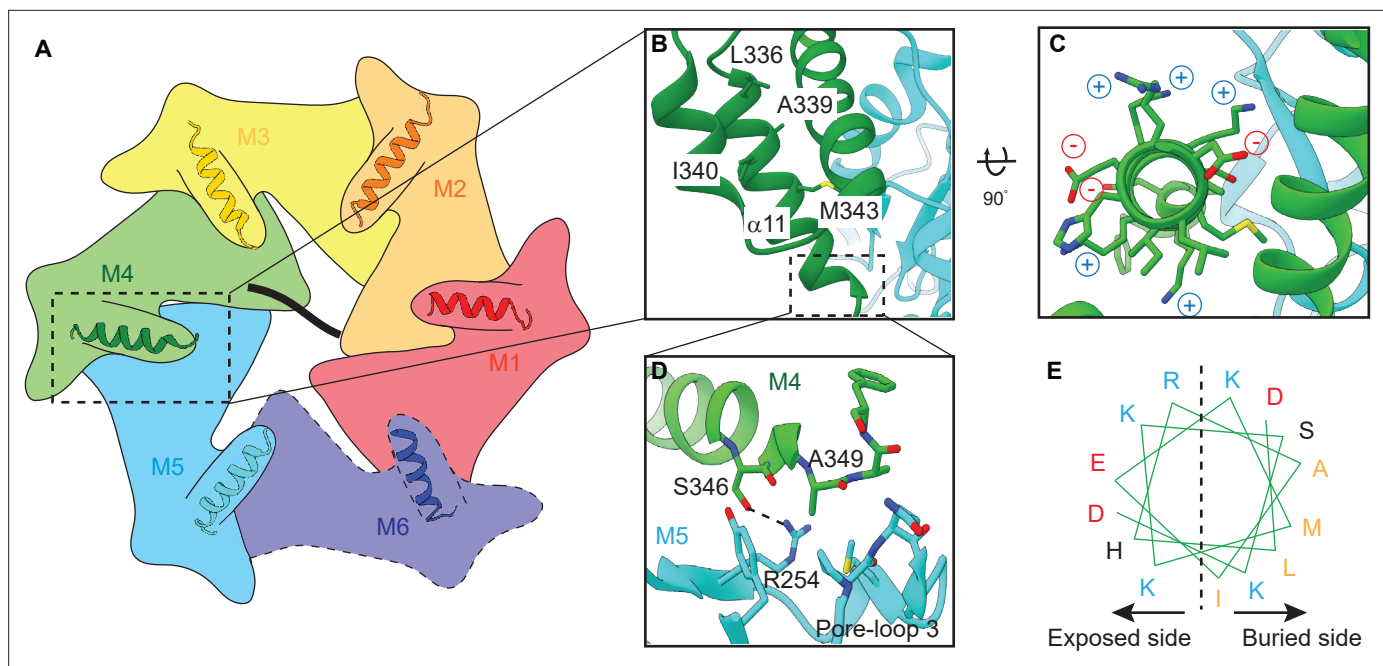 A
M3
M2
M4
M1
M5
M6
B
L336
A339
I340
M343
α11
90°
C
+
+
+
-
-
-
+
+
D
M4
A349
S346
M5
R254
Pore-loop 3
E
R
K
D
K
S
E
A
D
M
H
L
K
I
K
Exposed side
Buried side